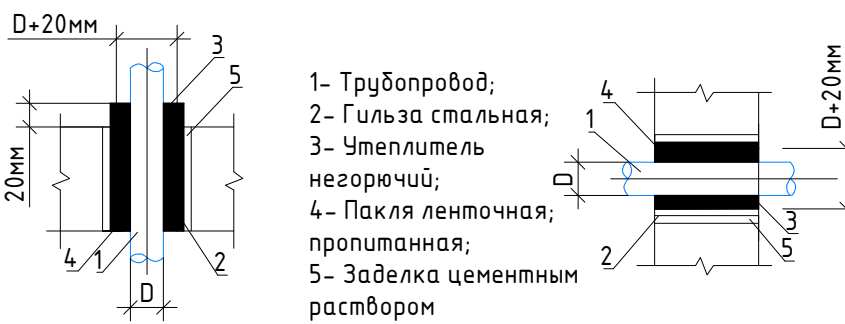 D+20мм
3
5
20мм
4
1
2
D
1- Трубопровод;
2- Гильза стальная;
3- Утеплитель
негорючий;
4- Пакля ленточная;
пропитанная;
5- Заделка цементным
раствором
4
1
D
D+20мм
3
2
5